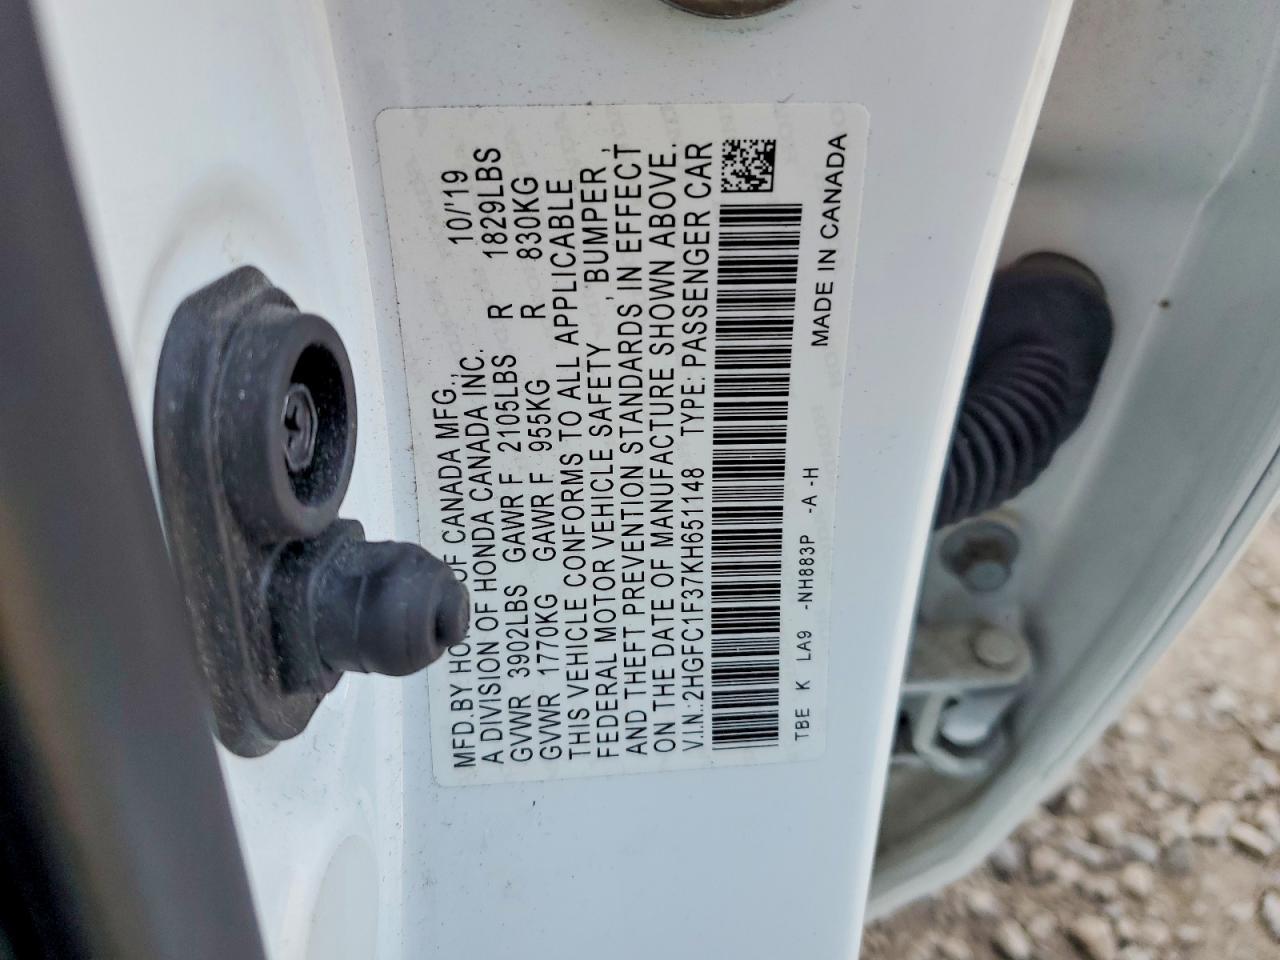 MFD.BY HO OF CANADA MFG., 10/'19
A DIVISION OF HONDA CANADA INC.
GVWR 3902LBS GAWR F 2105LBS R 1829LBS
GVWR 1770KG GAWR F 955KG R 830KG
THIS VEHICLE CONFORMS TO ALL APPLICABLE
FEDERAL MOTOR VEHICLE SAFETY , BUMPER ,
AND THEFT PREVENTION STANDARDS IN EFFECT
ON THE DATE OF MANUFACTURE SHOWN ABOVE.
V.I.N.:2HGFC1F37KH651148 TYPE: PASSENGER CAR
TBE K LA9 -NH883P -A -H MADE IN CANADA